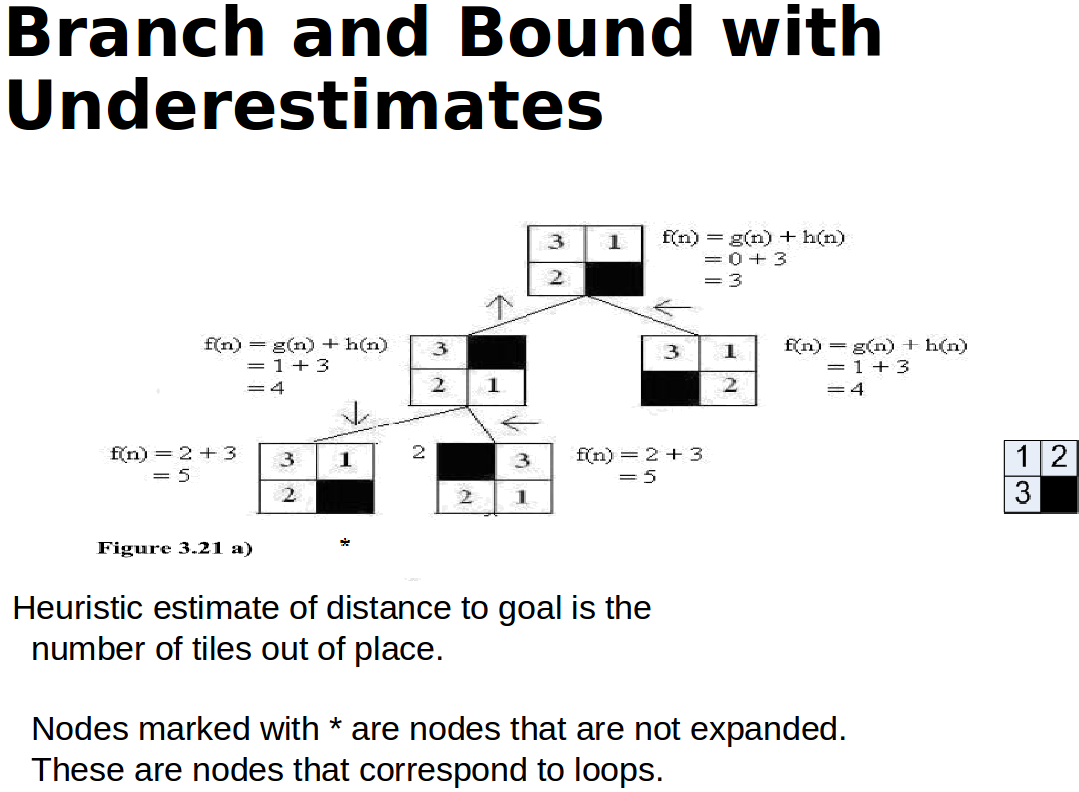 Branch and Bound with
Underestimates
3 1 f(n) = g(n) + h(n)
= 0 + 3
2 = 3
f(n) = g(n) + h(n) 3 3 1 f(n) = g(n) + h(n)
= 1 + 3 = 1 + 3
= 4 2 1 2 = 4
f(n) = 2 + 3 3 1 2 3 f(n) = 2 + 3 1 2
= 5 2 2 1 = 5 3
Figure 3.21 a) *
Heuristic estimate of distance to goal is the
number of tiles out of place.
Nodes marked with * are nodes that are not expanded.
These are nodes that correspond to loops.